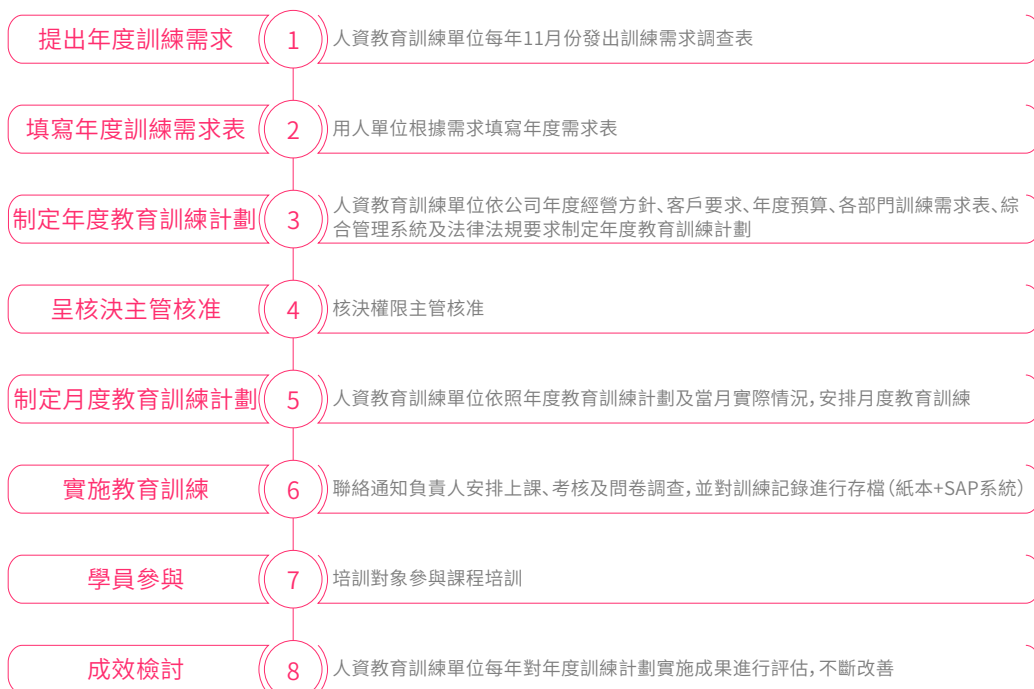 提出年度訓練需求
1
人資教育訓練單位每年11月份發出訓練需求調查表
填寫年度訓練需求表
2
用人單位根據需求填寫年度需求表
制定年度教育訓練計劃
3
人資教育訓練單位依公司年度經營方針、客戶要求、年度預算、各部門訓練需求表、綜
合管理系統及法律法規要求制定年度教育訓練計劃
呈核決主管核准
4
核決權限主管核准
制定月度教育訓練計劃
5
人資教育訓練單位依照年度教育訓練計劃及當月實際情況，安排月度教育訓練
實施教育訓練
6
聯絡通知負責人安排上課、考核及問卷調查，並對訓練記錄進行存檔（紙本+SAP系統）
學員參與
7
培訓對象參與課程培訓
成效檢討
8
人資教育訓練單位每年對年度訓練計劃實施成果進行評估，不斷改善